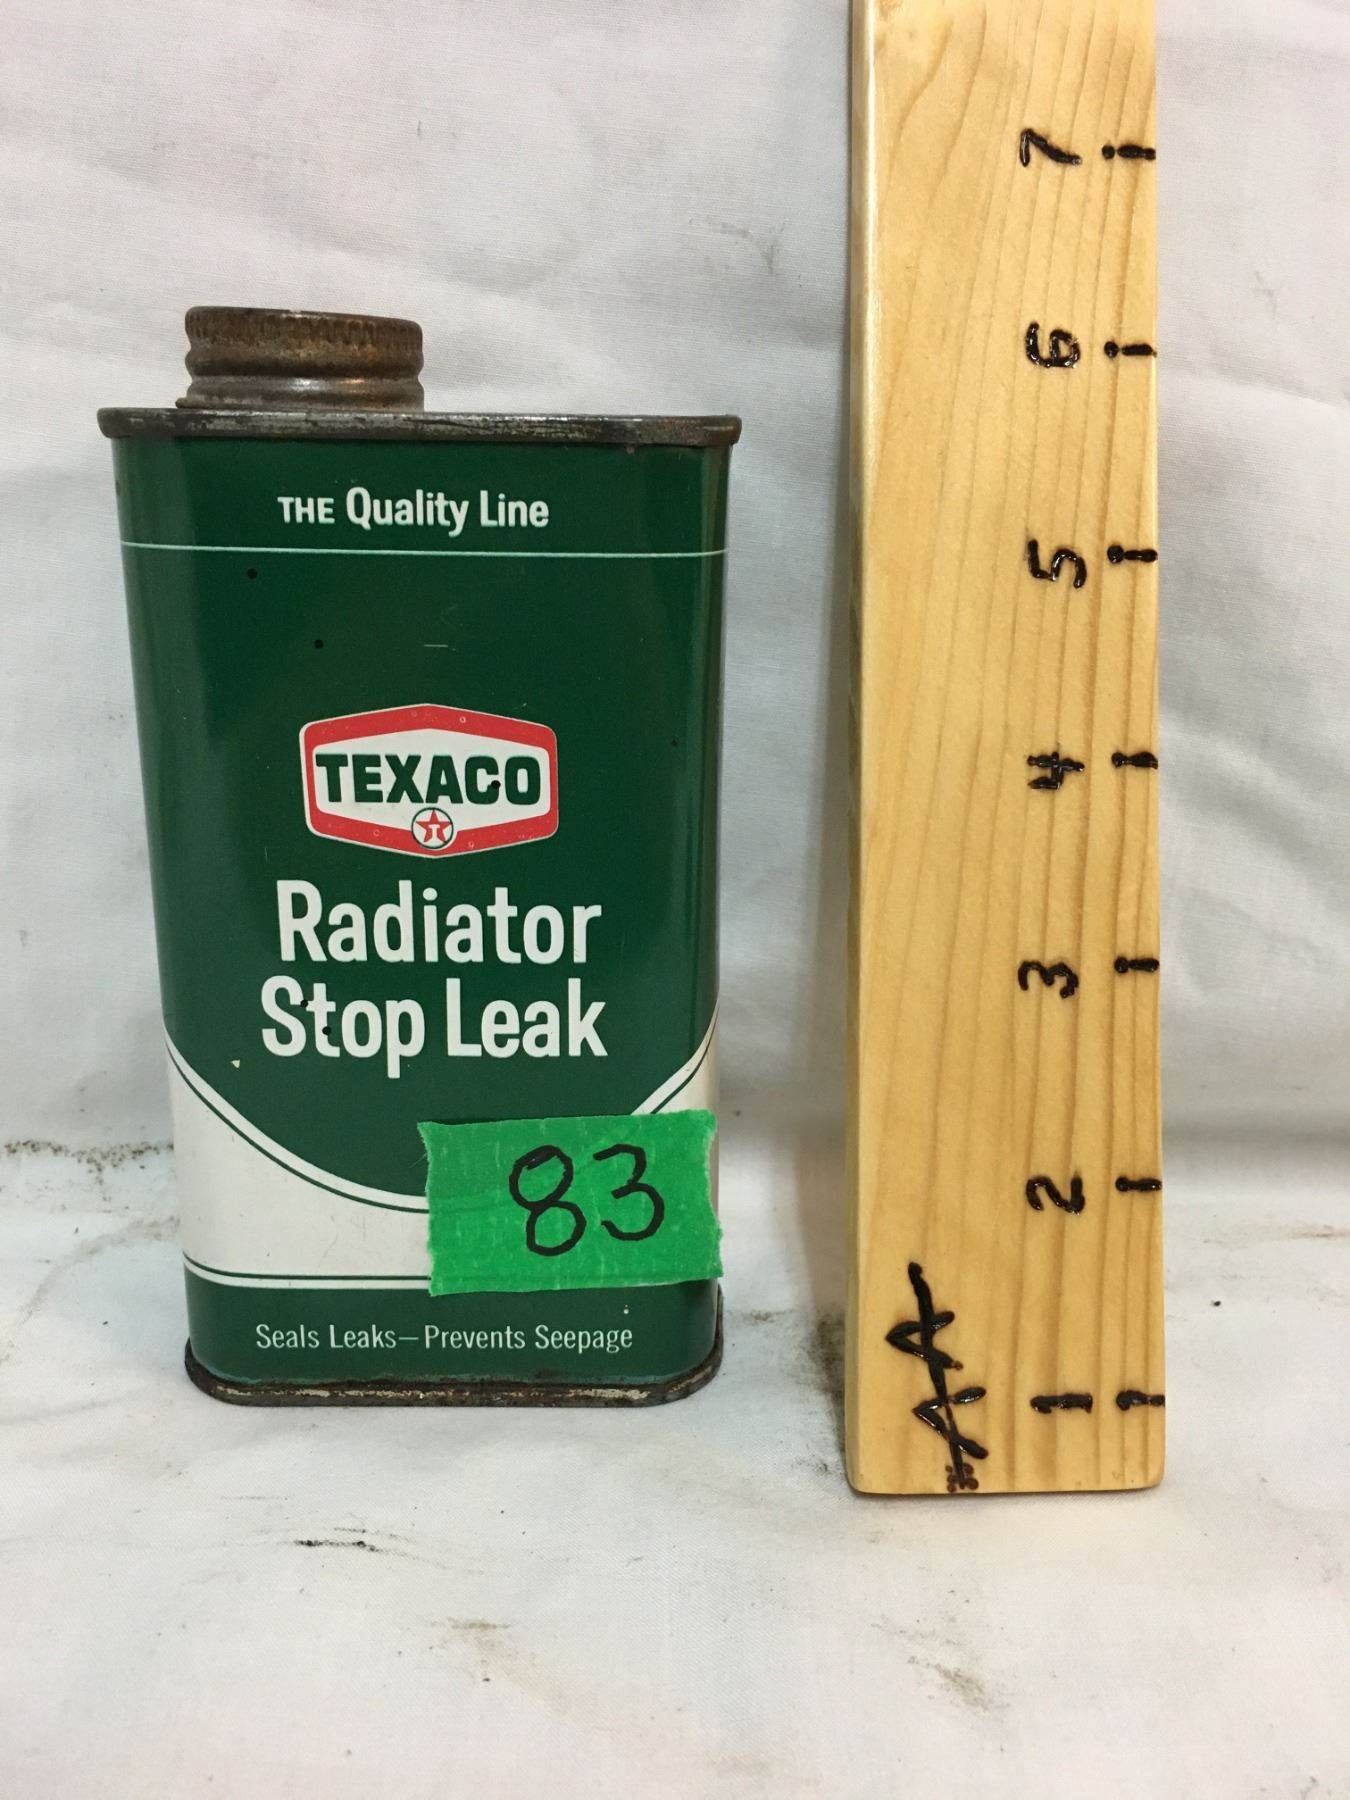 THE Quality Line
TEXACO
T
Radiator
Stop Leak
83
Seals Leaks—Prevents Seepage
7
6
5
4
3
2
1
AA